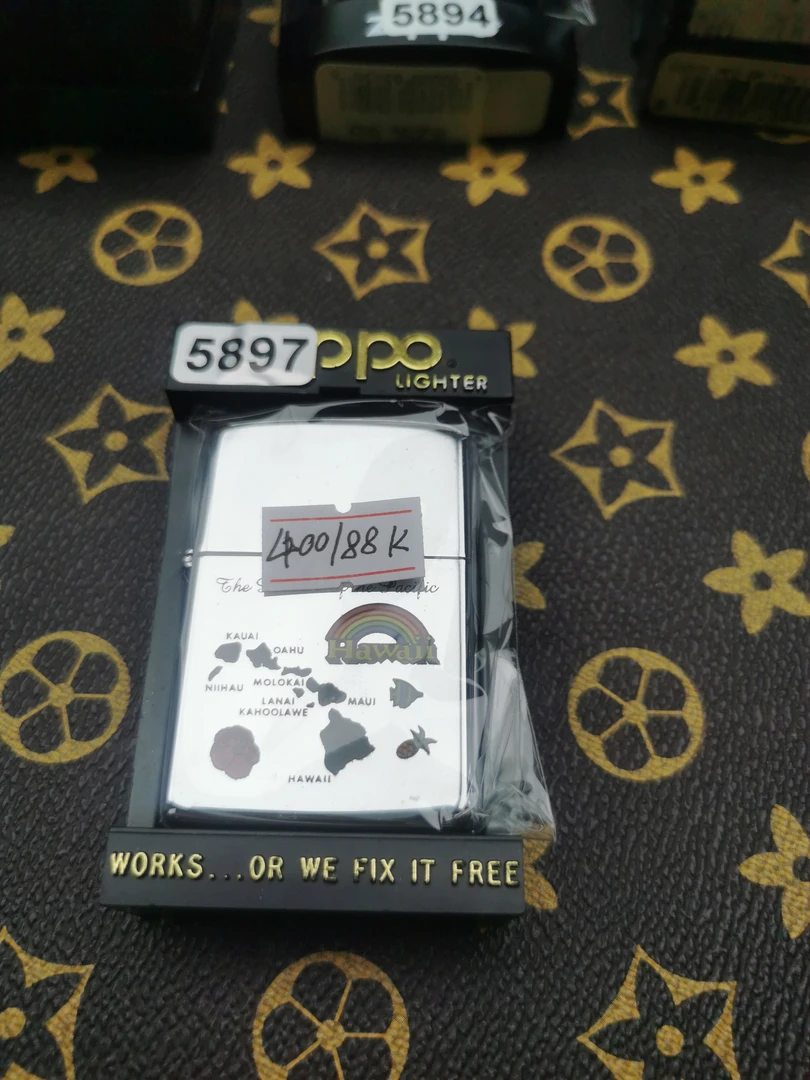 5894
5897
ppo
LIGHTER
400/88K
The
Pacific
Hawaii
KAUAI
OAHU
NIIHAU
MOLOKAI
LANAI
MAUI
KAHOOLAWE
HAWAII
WORKS...OR WE FIX IT FREE